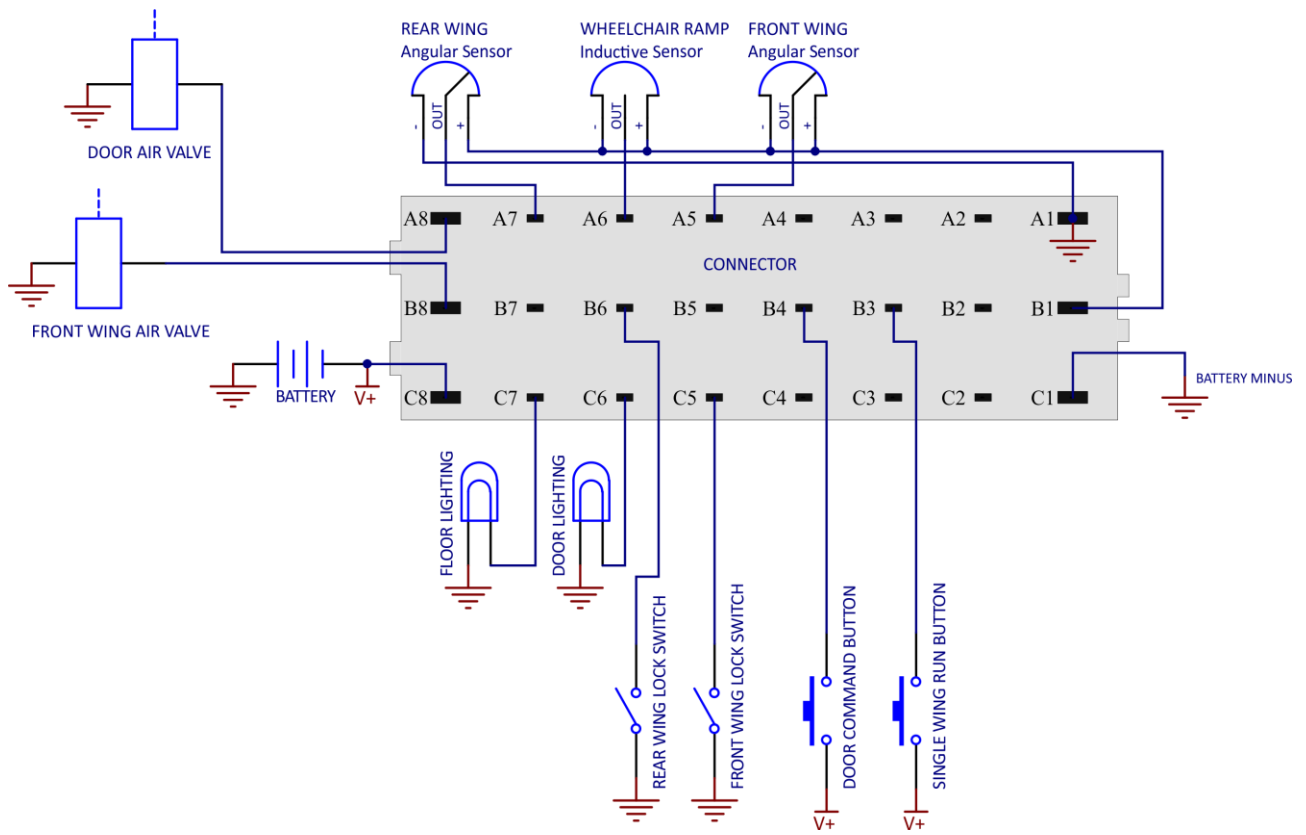 REAR WING
Angular Sensor
WHEELCHAIR RAMP
Inductive Sensor
FRONT WING
Angular Sensor
- OUT +
- OUT +
- OUT +
DOOR AIR VALVE
A8 A7 A6 A5 A4 A3 A2 A1
CONNECTOR
B8 B7 B6 B5 B4 B3 B2 B1
FRONT WING AIR VALVE
BATTERY
V+
BATTERY MINUS
C8 C7 C6 C5 C4 C3 C2 C1
FLOOR LIGHTING
DOOR LIGHTING
REAR WING LOCK SWITCH
FRONT WING LOCK SWITCH
DOOR COMMAND BUTTON
SINGLE WING RUN BUTTON
V+
V+